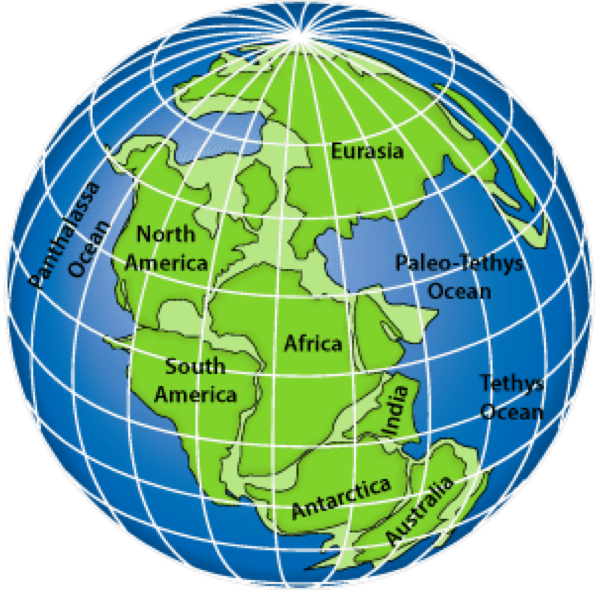 Eurasia
Panthalassa
Ocean
North
America
Paleo-Tethys
Ocean
Africa
South
America
Tethys
Ocean
India
Antarctica
Australia